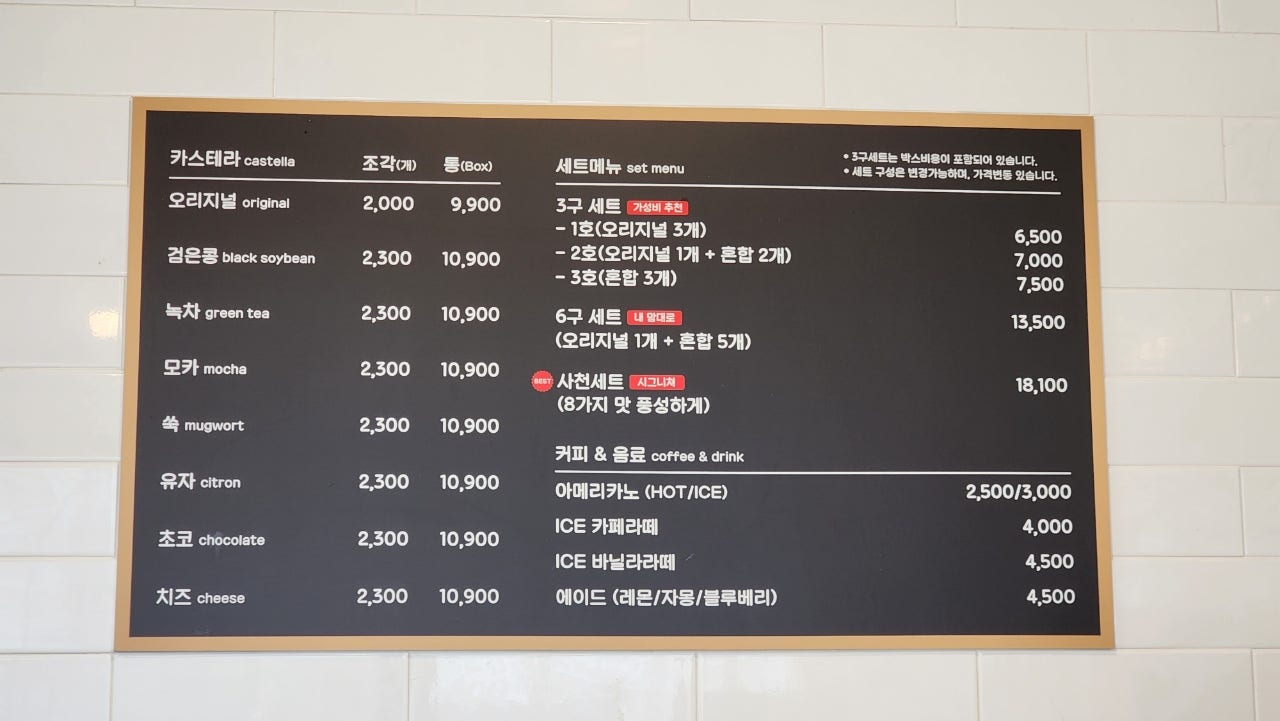 카스테라 castella 조각(개) 통(Box)
오리지널 original 2,000 9,900
검은콩 black soybean 2,300 10,900
녹차 green tea 2,300 10,900
모카 mocha 2,300 10,900
쑥 mugwort 2,300 10,900
유자 citron 2,300 10,900
초코 chocolate 2,300 10,900
치즈 cheese 2,300 10,900
세트메뉴 set menu
• 3구세트는 박스비용이 포함되어 있습니다.
• 세트 구성은 변경가능하며, 가격변동 있습니다.
3구 세트 가성비 추천
- 1호(오리지널 3개) 6,500
- 2호(오리지널 1개 + 혼합 2개) 7,000
- 3호(혼합 3개) 7,500
6구 세트 내 맘대로 13,500
(오리지널 1개 + 혼합 5개)
BEST 사천세트 시그니처 18,100
(8가지 맛 풍성하게)
커피 & 음료 coffee & drink
아메리카노 (HOT/ICE) 2,500/3,000
ICE 카페라떼 4,000
ICE 바닐라라떼 4,500
에이드 (레몬/자몽/블루베리) 4,500